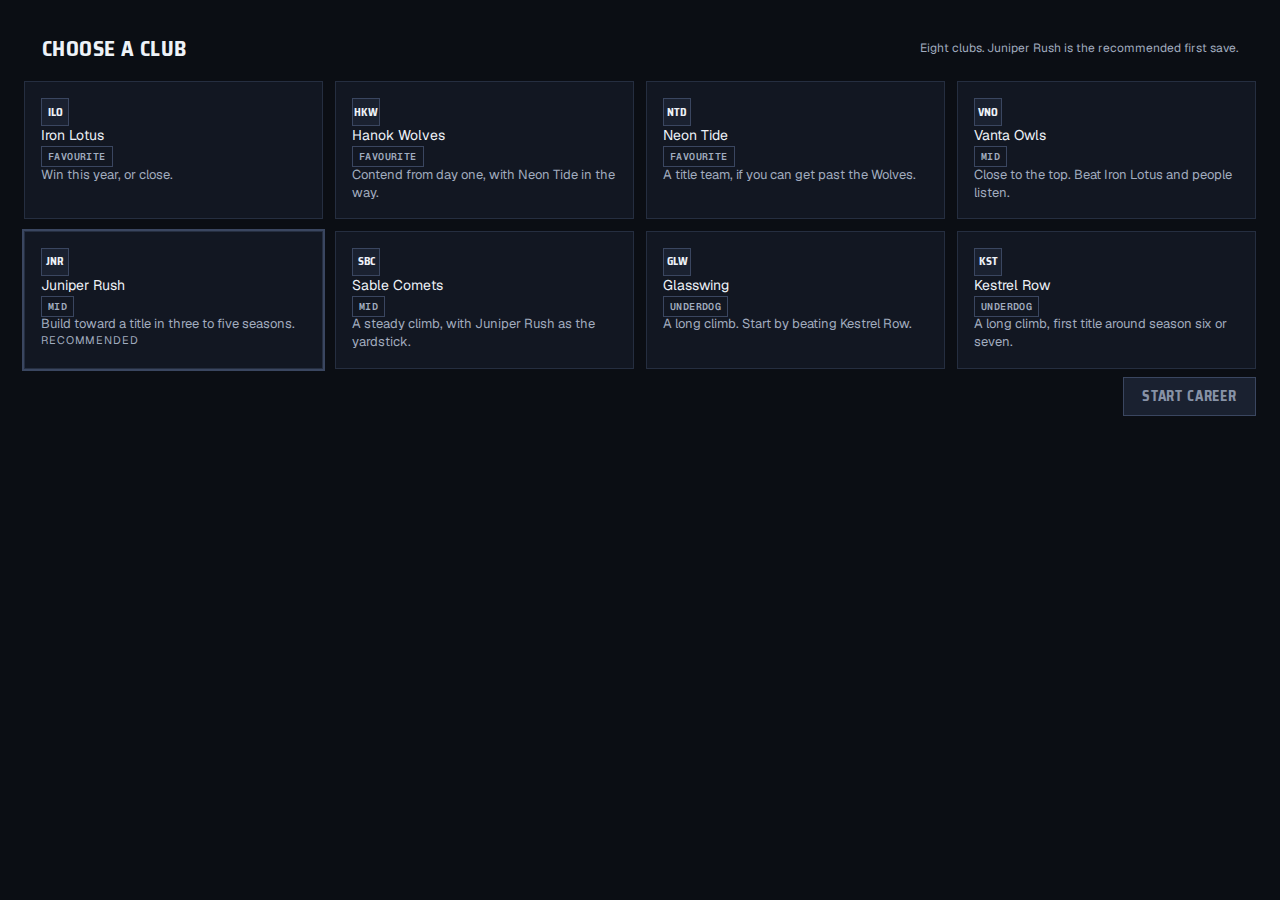 CHOOSE A CLUB
Eight clubs. Juniper Rush is the recommended first save.
ILO
Iron Lotus
FAVOURITE
Win this year, or close.
HKW
Hanok Wolves
FAVOURITE
Contend from day one, with Neon Tide in the
way.
NTD
Neon Tide
FAVOURITE
A title team, if you can get past the Wolves.
VNO
Vanta Owls
MID
Close to the top. Beat Iron Lotus and people
listen.
JNR
Juniper Rush
MID
Build toward a title in three to five seasons.
RECOMMENDED
SBC
Sable Comets
MID
A steady climb, with Juniper Rush as the
yardstick.
GLW
Glasswing
UNDERDOG
A long climb. Start by beating Kestrel Row.
KST
Kestrel Row
UNDERDOG
A long climb, first title around season six or
seven.
START CAREER